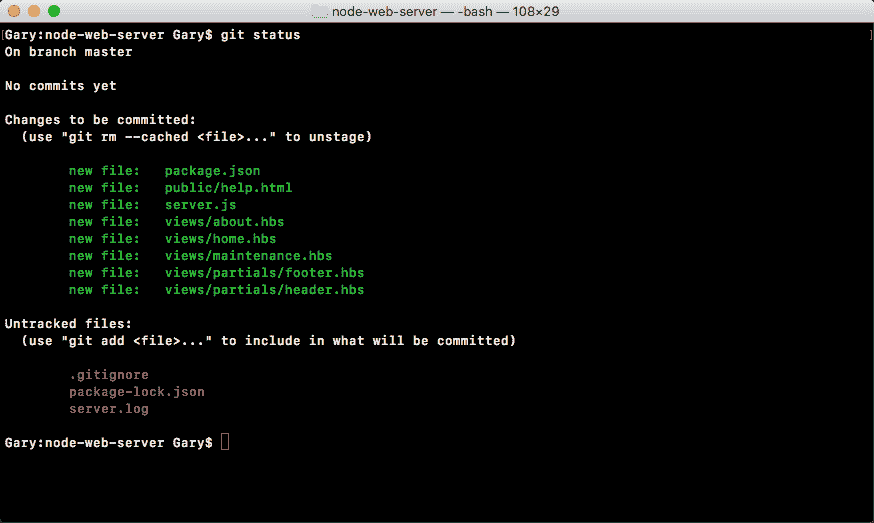 node-web-server — -bash — 108×29
Gary:node-web-server Gary$ git status
On branch master
No commits yet
Changes to be committed:
(use "git rm --cached <file>..." to unstage)
new file: package.json
new file: public/help.html
new file: server.js
new file: views/about.hbs
new file: views/home.hbs
new file: views/maintenance.hbs
new file: views/partials/footer.hbs
new file: views/partials/header.hbs
Untracked files:
(use "git add <file>..." to include in what will be committed)
.gitignore
package-lock.json
server.log
Gary:node-web-server Gary$